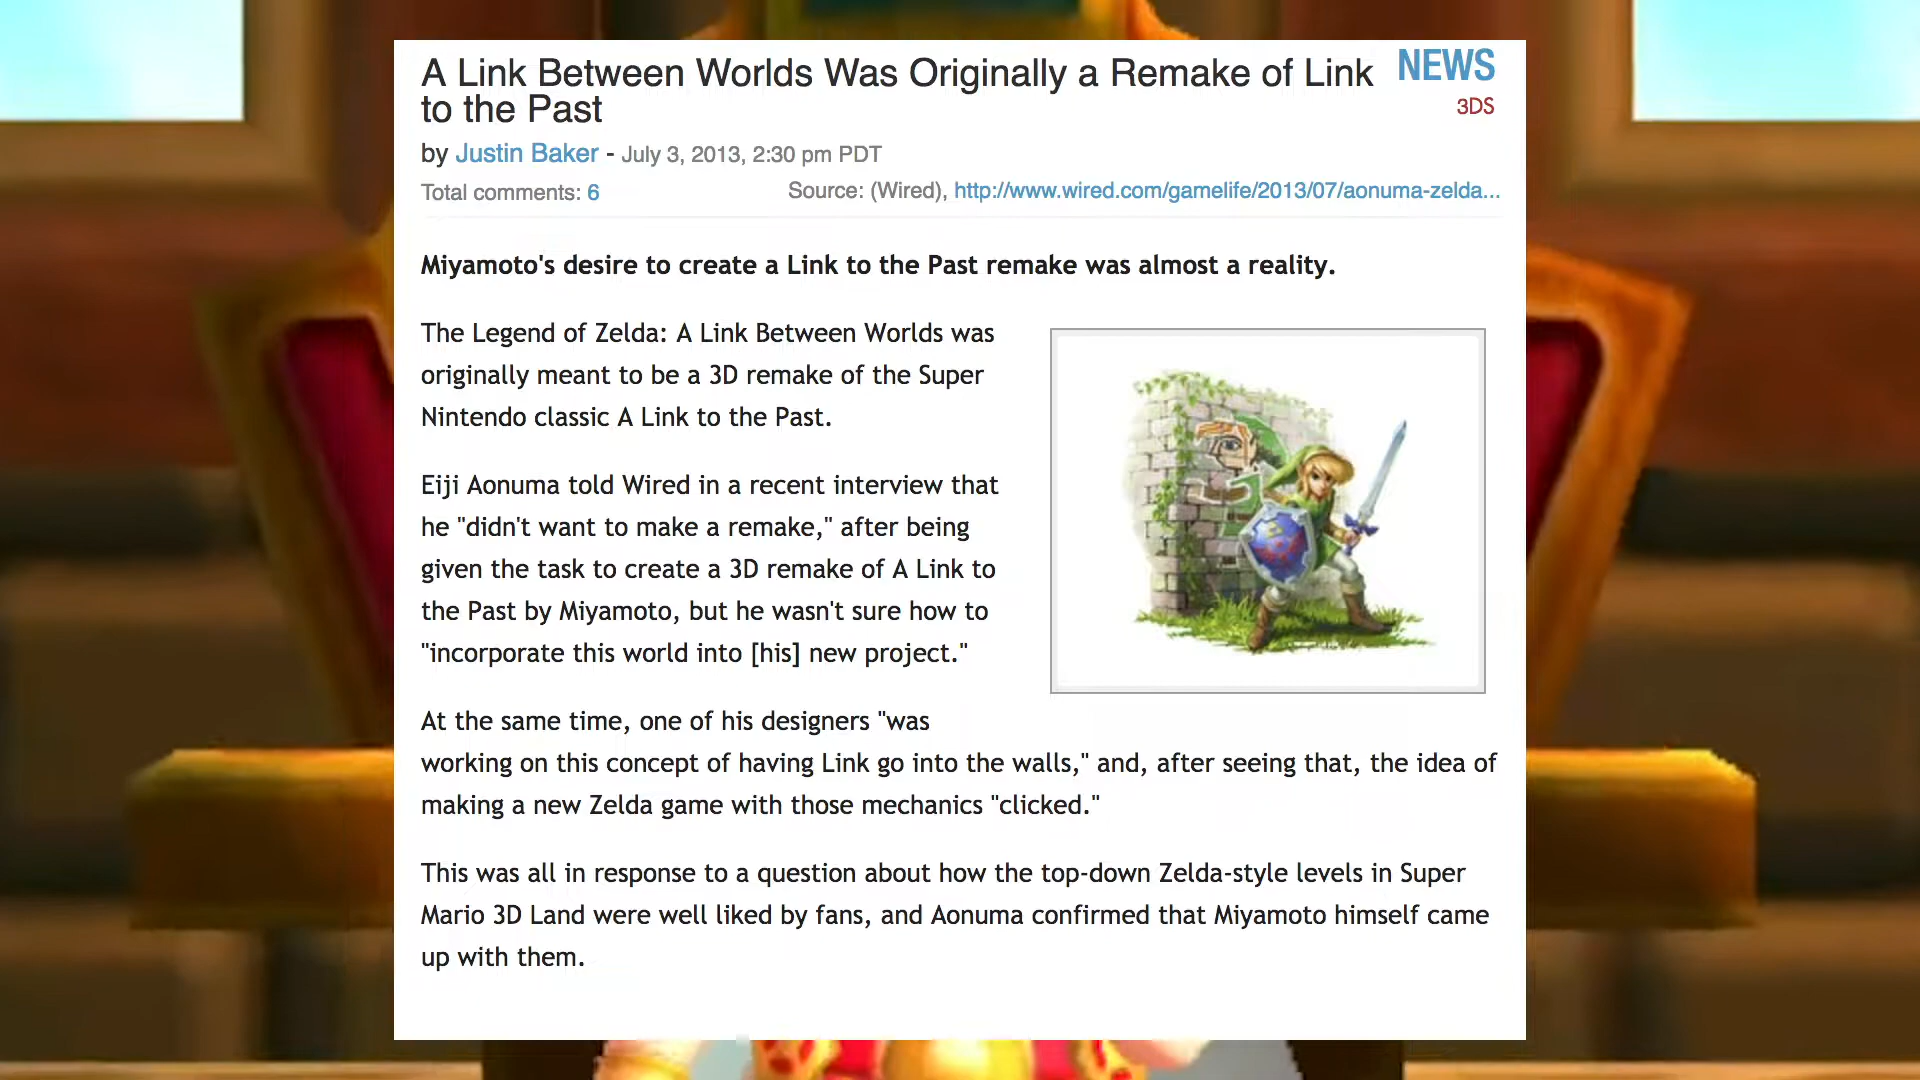 A Link Between Worlds Was Originally a Remake of Link
to the Past
NEWS
3DS
by Justin Baker - July 3, 2013, 2:30 pm PDT
Total comments: 6
Source: (Wired), http://www.wired.com/gamelife/2013/07/aonuma-zelda...
Miyamoto's desire to create a Link to the Past remake was almost a reality.
The Legend of Zelda: A Link Between Worlds was
originally meant to be a 3D remake of the Super
Nintendo classic A Link to the Past.
Eiji Aonuma told Wired in a recent interview that
he "didn't want to make a remake," after being
given the task to create a 3D remake of A Link to
the Past by Miyamoto, but he wasn't sure how to
"incorporate this world into [his] new project."
At the same time, one of his designers "was
working on this concept of having Link go into the walls," and, after seeing that, the idea of
making a new Zelda game with those mechanics "clicked."
This was all in response to a question about how the top-down Zelda-style levels in Super
Mario 3D Land were well liked by fans, and Aonuma confirmed that Miyamoto himself came
up with them.